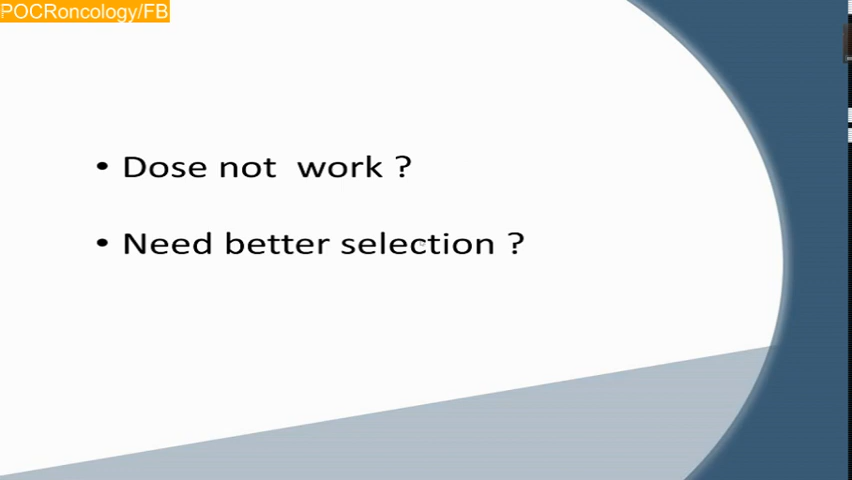 POCRoncology/FB
• Dose not work ?
• Need better selection ?